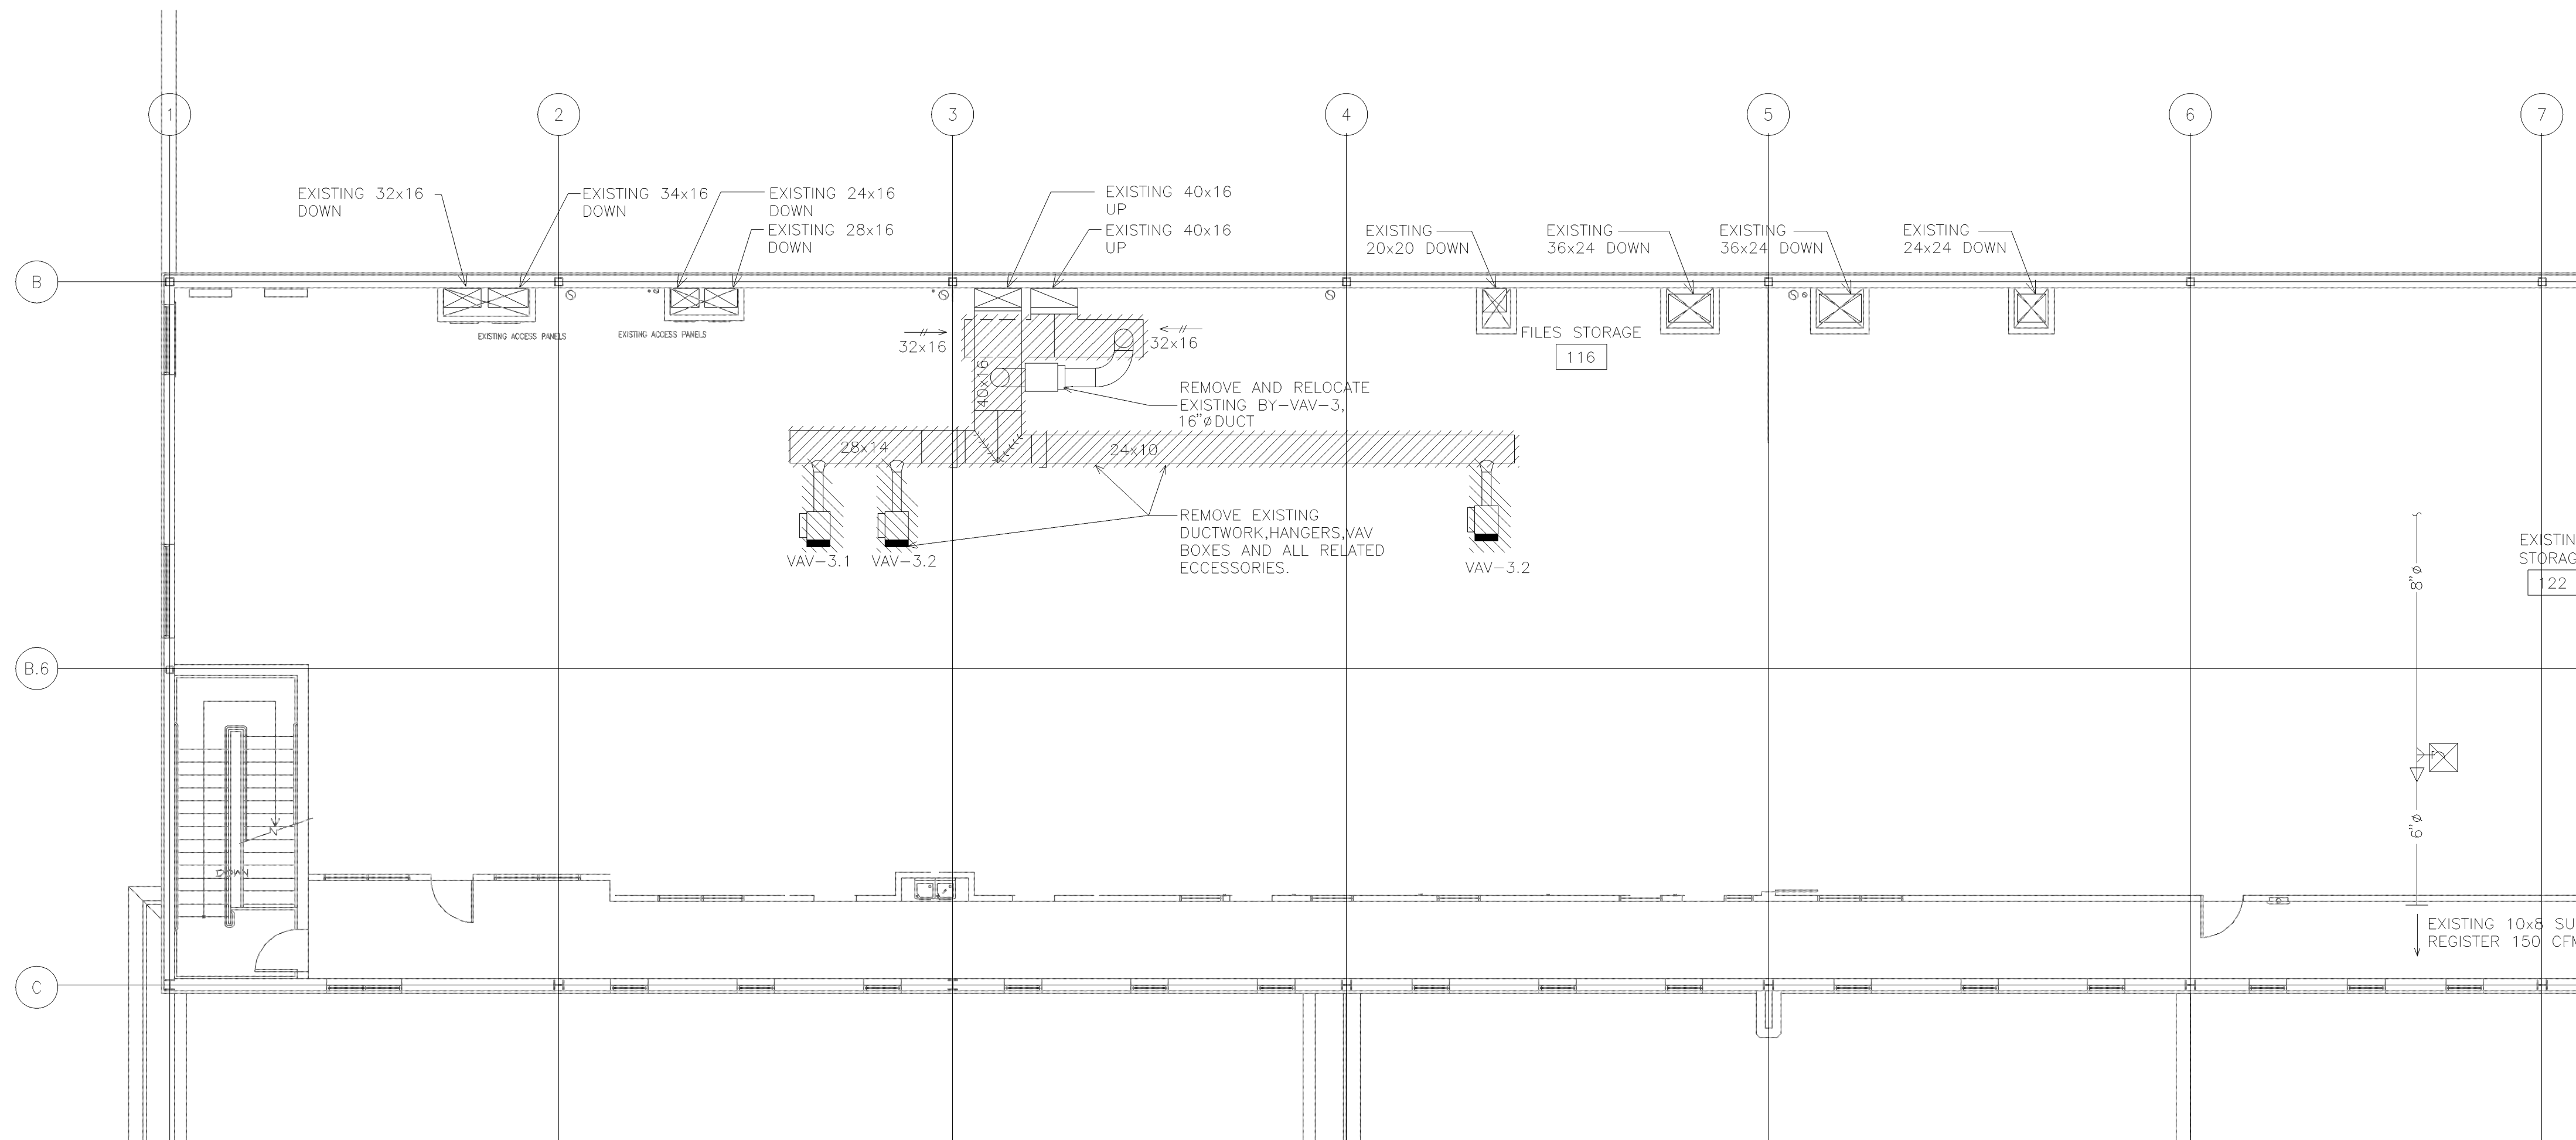 1
2
3
4
5
6
7
EXISTING 32x16
DOWN
EXISTING 34x16
DOWN
EXISTING 24x16
DOWN
EXISTING 28x16
DOWN
EXISTING 40x16
UP
EXISTING 40x16
UP
EXISTING
20x20 DOWN
EXISTING
36x24 DOWN
EXISTING
36x24 DOWN
EXISTING
24x24 DOWN
B
EXISTING ACCESS PANELS
EXISTING ACCESS PANELS
32x16
32x16
FILES STORAGE
116
40x16
REMOVE AND RELOCATE
EXISTING BY-VAV-3,
16"ø DUCT
28x14
24x10
REMOVE EXISTING
DUCTWORK,HANGERS,VAV
BOXES AND ALL RELATED
ECCESSORIES.
VAV-3.1
VAV-3.2
VAV-3.2
EXISTIN
STORAG
122
8"ø
B.6
6"ø
DOWN
EXISTING 10x8 SU
REGISTER 150 CFM
C